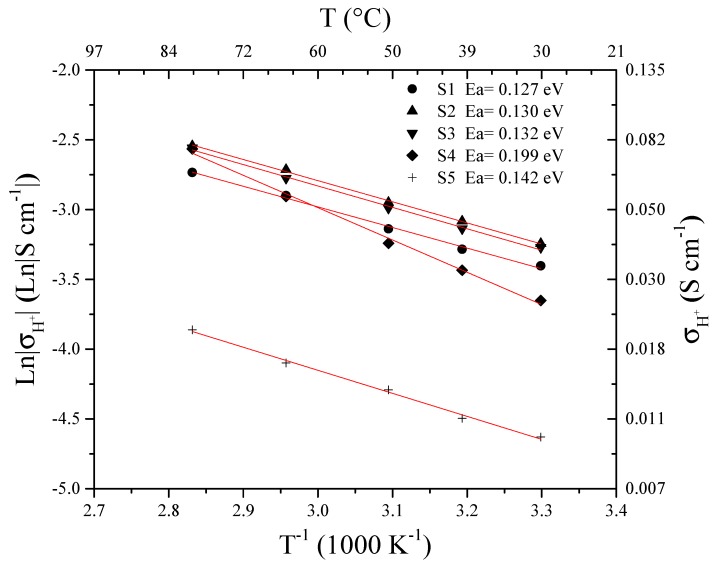 T (°C)
97 84 72 60 50 39 30 21
-2.0 0.135
S1 Ea= 0.127 eV
S2 Ea= 0.130 eV
-2.5 S3 Ea= 0.132 eV 0.082
S4 Ea= 0.199 eV
S5 Ea= 0.142 eV
-3.0 0.050
-3.5 0.030
-4.0 0.018
-4.5 0.011
-5.0 0.007
Ln|σH⁺| (Ln|S cm⁻¹|)
σH⁺ (S cm⁻¹)
2.7 2.8 2.9 3.0 3.1 3.2 3.3 3.4
T⁻¹ (1000 K⁻¹)